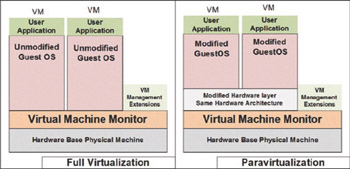 VM
VM
User
Application
User
Application
Unmodified
Guest OS
Unmodified
Guest OS
VM
Management
Extensions
Virtual Machine Monitor
Hardware Base Physical Machine
Full Virtualization
VM
VM
User
Application
User
Application
Modified
GuestOS
Modified
GuestOS
Modified Hardware layer
Same Hardware Architecture
VM
Management
Extensions
Virtual Machine Monitor
Hardware Base Physical Machine
Paravirtualization